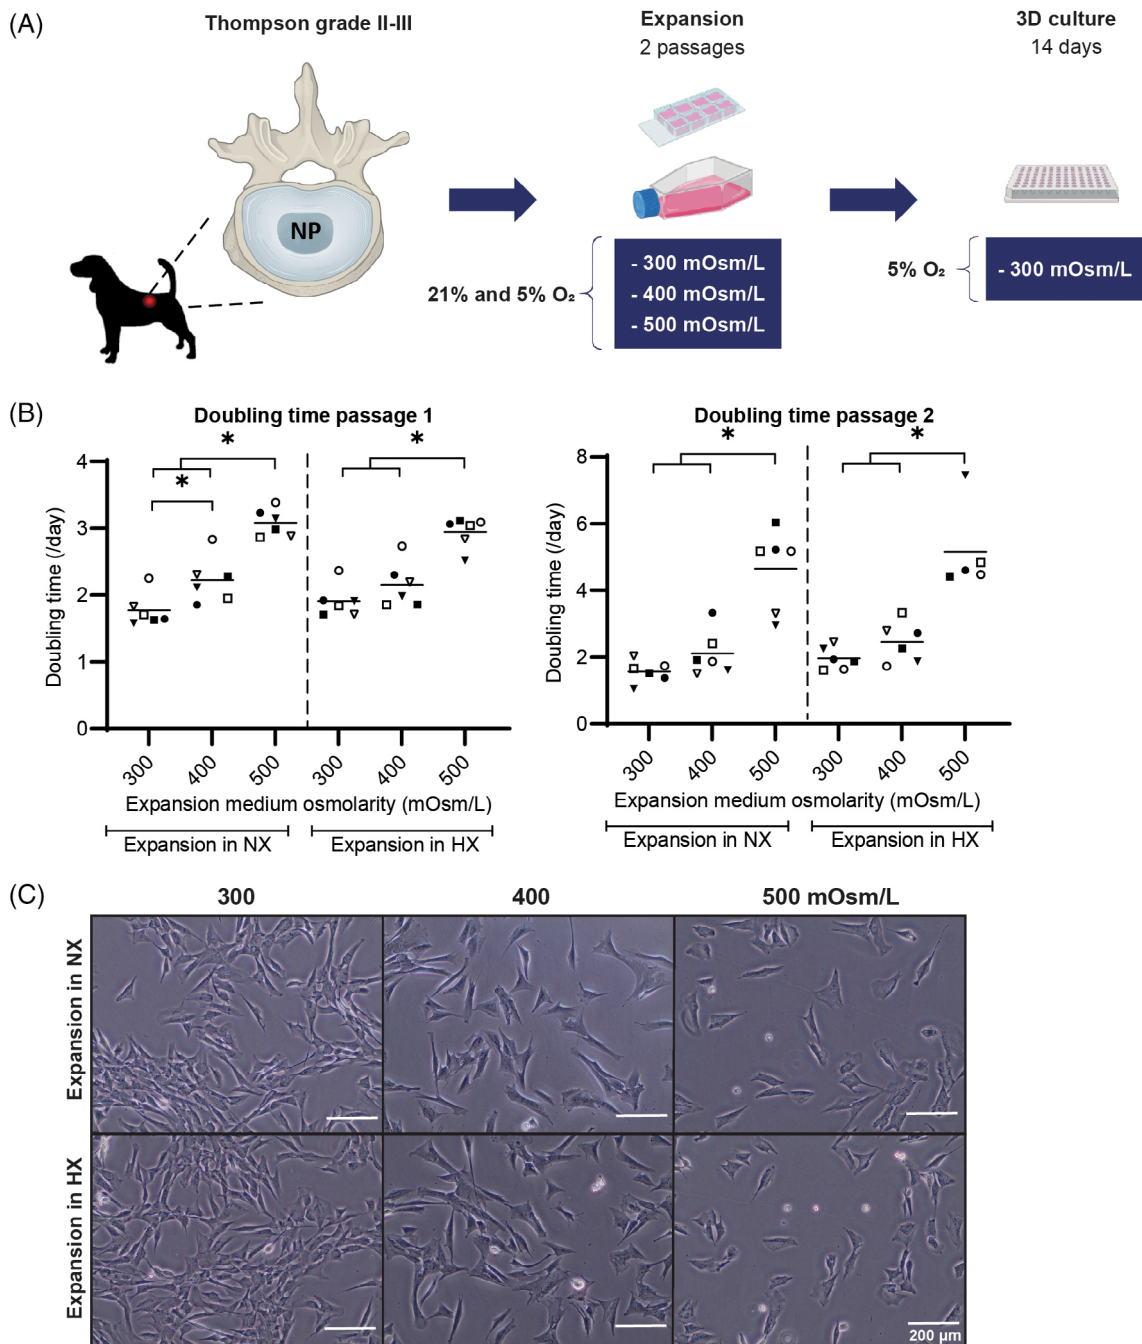 (A)
Thompson grade II-III
Expansion
2 passages
3D culture
14 days
NP
21% and 5% O₂
- 300 mOsm/L
- 400 mOsm/L
- 500 mOsm/L
5% O₂
- 300 mOsm/L
(B)
Doubling time passage 1
*
*
*
Doubling time (/day)
4
3
2
1
0
300
400
500
300
400
500
Expansion medium osmolarity (mOsm/L)
Expansion in NX
Expansion in HX
Doubling time passage 2
*
*
Doubling time (/day)
8
6
4
2
0
300
400
500
300
400
500
Expansion medium osmolarity (mOsm/L)
Expansion in NX
Expansion in HX
(C)
300
400
500 mOsm/L
Expansion in NX
Expansion in HX
200 µm